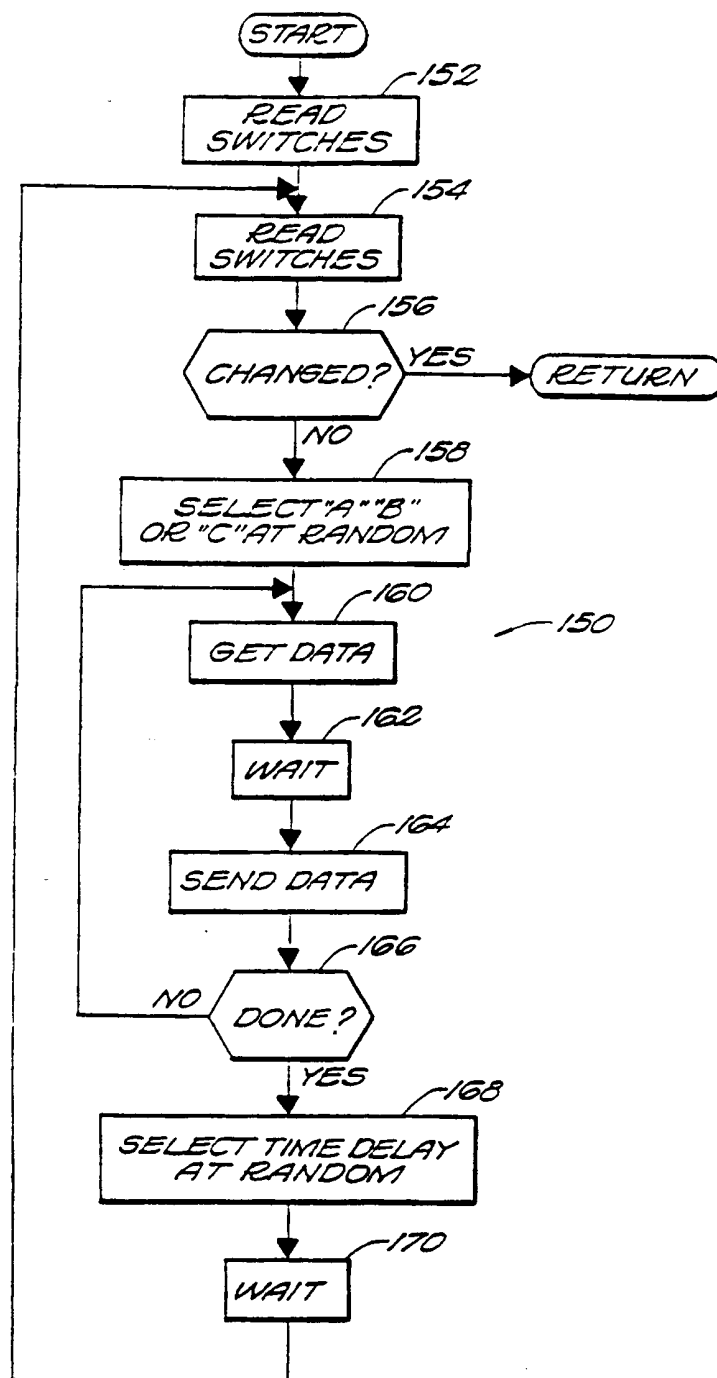 START
152
READ
SWITCHES
154
READ
SWITCHES
156
CHANGED?
YES
RETURN
NO
158
SELECT "A" "B"
OR "C" AT RANDOM
160
GET DATA
150
162
WAIT
164
SEND DATA
166
NO
DONE?
YES
168
SELECT TIME DELAY
AT RANDOM
170
WAIT